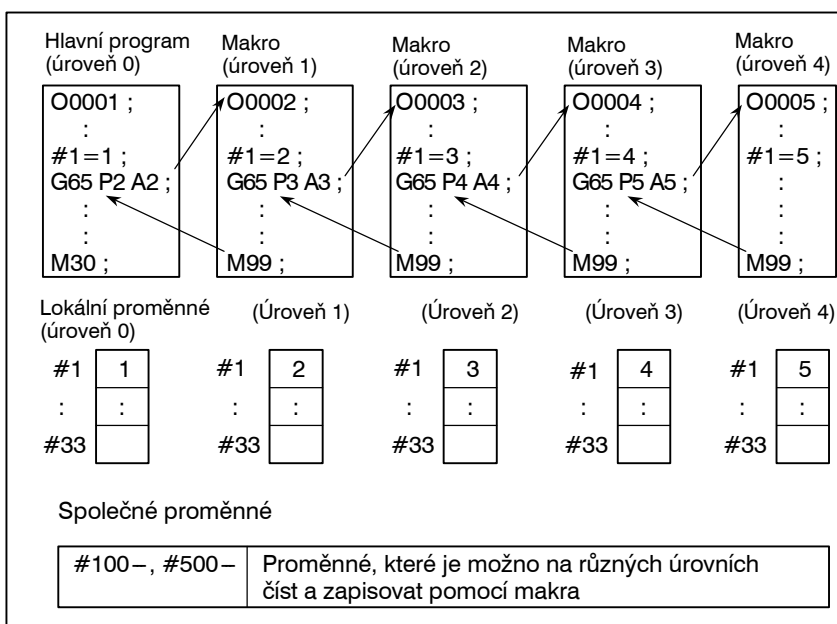 Hlavní program
(úroveň 0)
Makro
(úroveň 1)
Makro
(úroveň 2)
Makro
(úroveň 3)
Makro
(úroveň 4)
O0001 ;
:
#1=1 ;
G65 P2 A2 ;
:
:
M30 ;
O0002 ;
:
#1=2 ;
G65 P3 A3 ;
:
:
M99 ;
O0003 ;
:
#1=3 ;
G65 P4 A4 ;
:
:
M99 ;
O0004 ;
:
#1=4 ;
G65 P5 A5 ;
:
:
M99 ;
O0005 ;
:
#1=5 ;
:
:
:
M99 ;
Lokální proměnné
(úroveň 0)
(Úroveň 1)
(Úroveň 2)
(Úroveň 3)
(Úroveň 4)
#1 1
: :
#33
#1 2
: :
#33
#1 3
: :
#33
#1 4
: :
#33
#1 5
: :
#33
Společné proměnné
#100–, #500–
Proměnné, které je možno na různých úrovních
číst a zapisovat pomocí makra